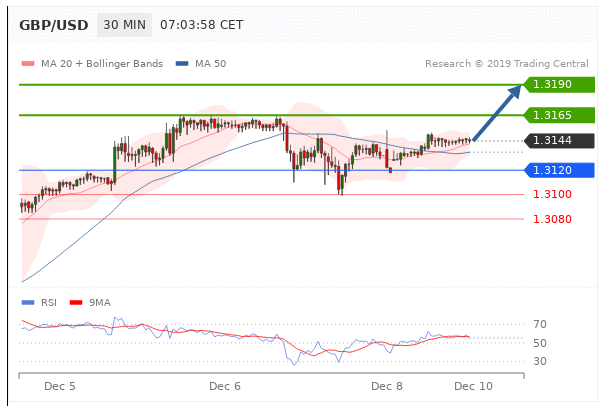 GBP/USD 30 MIN 07:03:58 CET
MA 20 + Bollinger Bands MA 50 Research © 2019 Trading Central
1.3190
1.3165
1.3144
1.3120
1.3100
1.3080
RSI 9MA
70
50
30
Dec 5 Dec 6 Dec 8 Dec 10